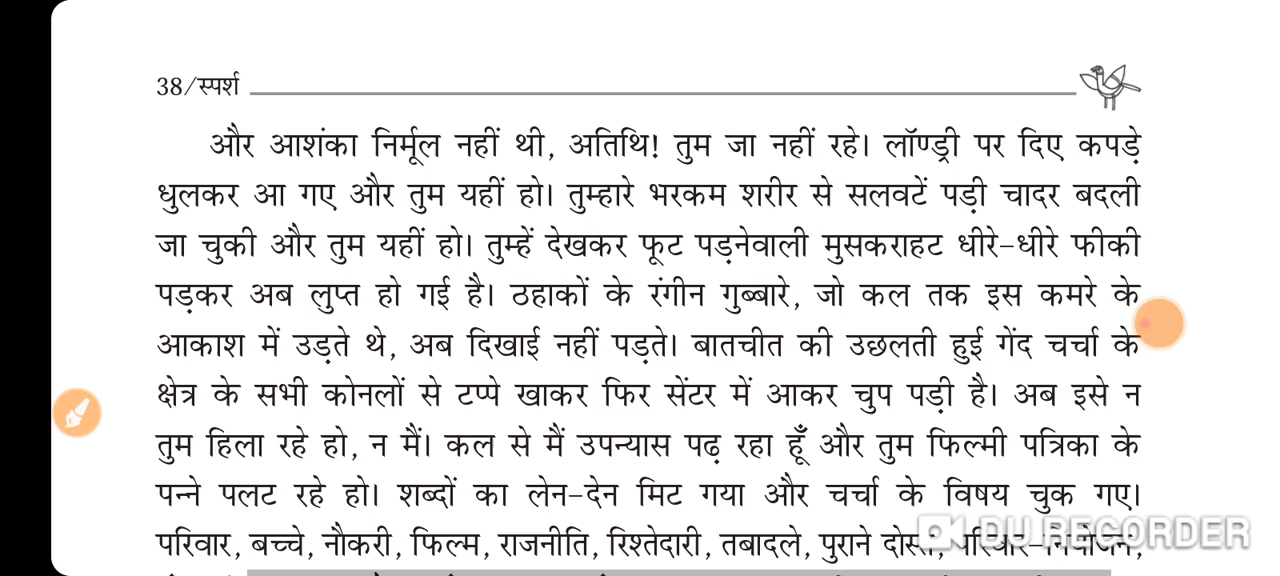 38/स्पर्श
और आशंका निर्मूल नहीं थी, अतिथि! तुम जा नहीं रहे। लॉण्ड्री पर दिए कपड़े
धुलकर आ गए और तुम यहीं हो। तुम्हारे भरकम शरीर से सलवटें पड़ी चादर बदली
जा चुकी और तुम यहीं हो। तुम्हें देखकर फूट पड़नेवाली मुसकराहट धीरे-धीरे फीकी
पड़कर अब लुप्त हो गई है। ठहाकों के रंगीन गुब्बारे, जो कल तक इस कमरे के
आकाश में उड़ते थे, अब दिखाई नहीं पड़ते। बातचीत की उछलती हुई गेंद चर्चा के
क्षेत्र के सभी कोनलों से टप्पे खाकर फिर सेंटर में आकर चुप पड़ी है। अब इसे न
तुम हिला रहे हो, न मैं। कल से मैं उपन्यास पढ़ रहा हूँ और तुम फिल्मी पत्रिका के
पन्ने पलट रहे हो। शब्दों का लेन-देन मिट गया और चर्चा के विषय चुक गए।
परिवार, बच्चे, नौकरी, फिल्म, राजनीति, रिश्तेदारी, तबादले, पुराने दोस्त, परिवार-नियोजन,
DU RECORDER